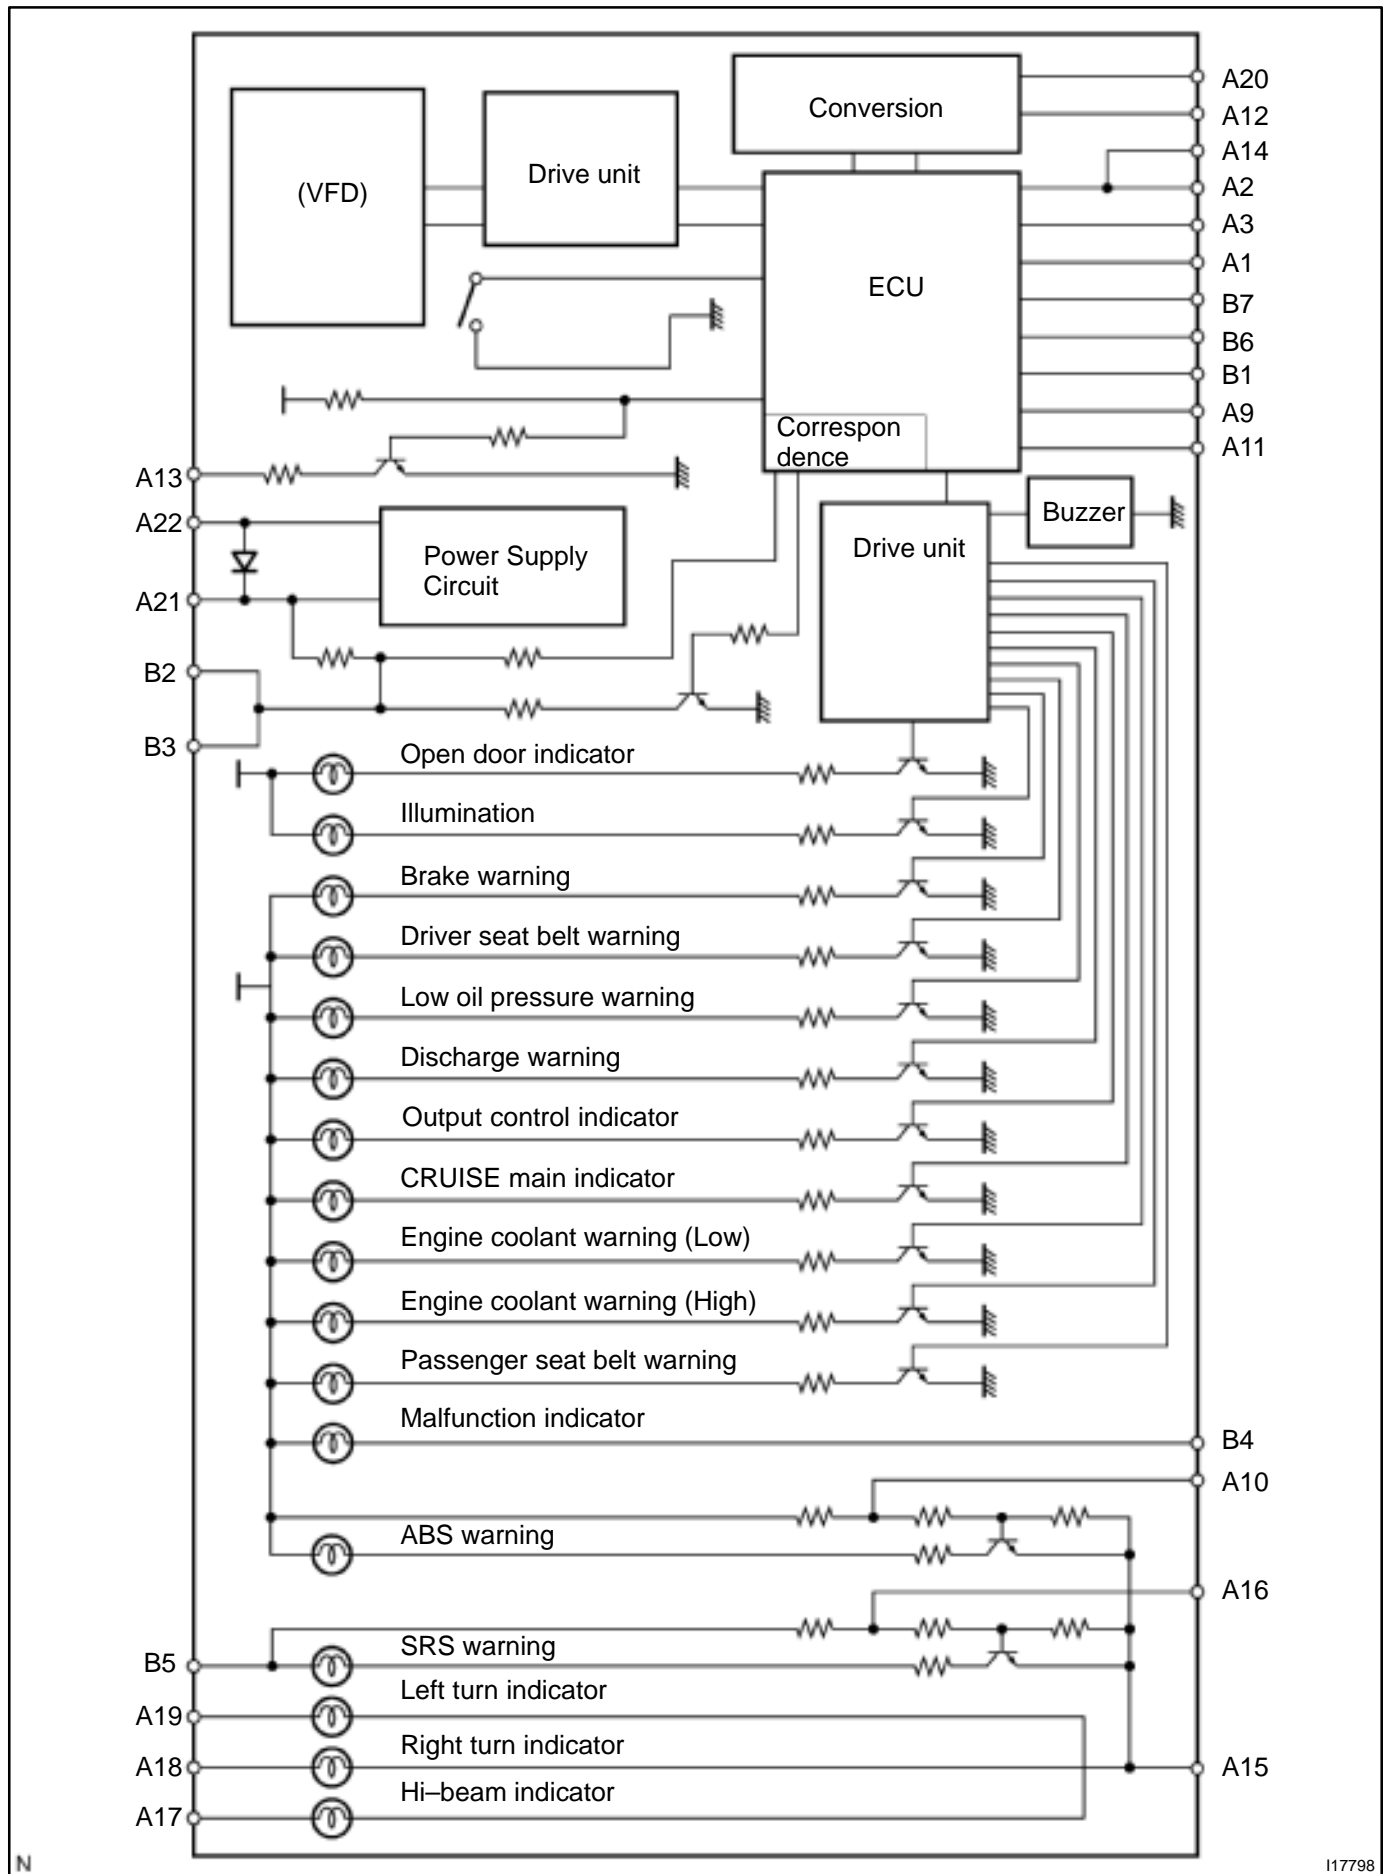 A20
Conversion
A12
A14
Drive unit
(VFD)
A2
A3
A1
ECU
B7
B6
B1
A9
Correspon
dence
A11
A13
Buzzer
A22
Drive unit
Power Supply
Circuit
A21
B2
B3
Open door indicator
Illumination
Brake warning
Driver seat belt warning
Low oil pressure warning
Discharge warning
Output control indicator
CRUISE main indicator
Engine coolant warning (Low)
Engine coolant warning (High)
Passenger seat belt warning
Malfunction indicator
B4
A10
ABS warning
A16
SRS warning
B5
Left turn indicator
A19
Right turn indicator
A18
A15
Hi–beam indicator
A17
N
I17798